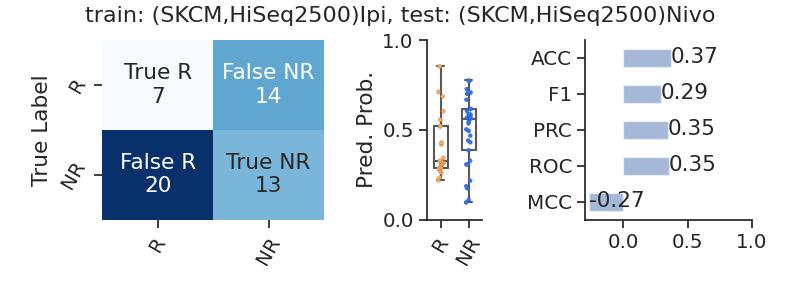 train: (SKCM,HiSeq2500)Ipi, test: (SKCM,HiSeq2500)Nivo
True Label
R
NR
True R
7
False NR
14
False R
20
True NR
13
R
NR
Pred. Prob.
1.0
0.5
0.0
R
NR
ACC
0.37
F1
0.29
PRC
0.35
ROC
0.35
MCC
-0.27
0.0
0.5
1.0